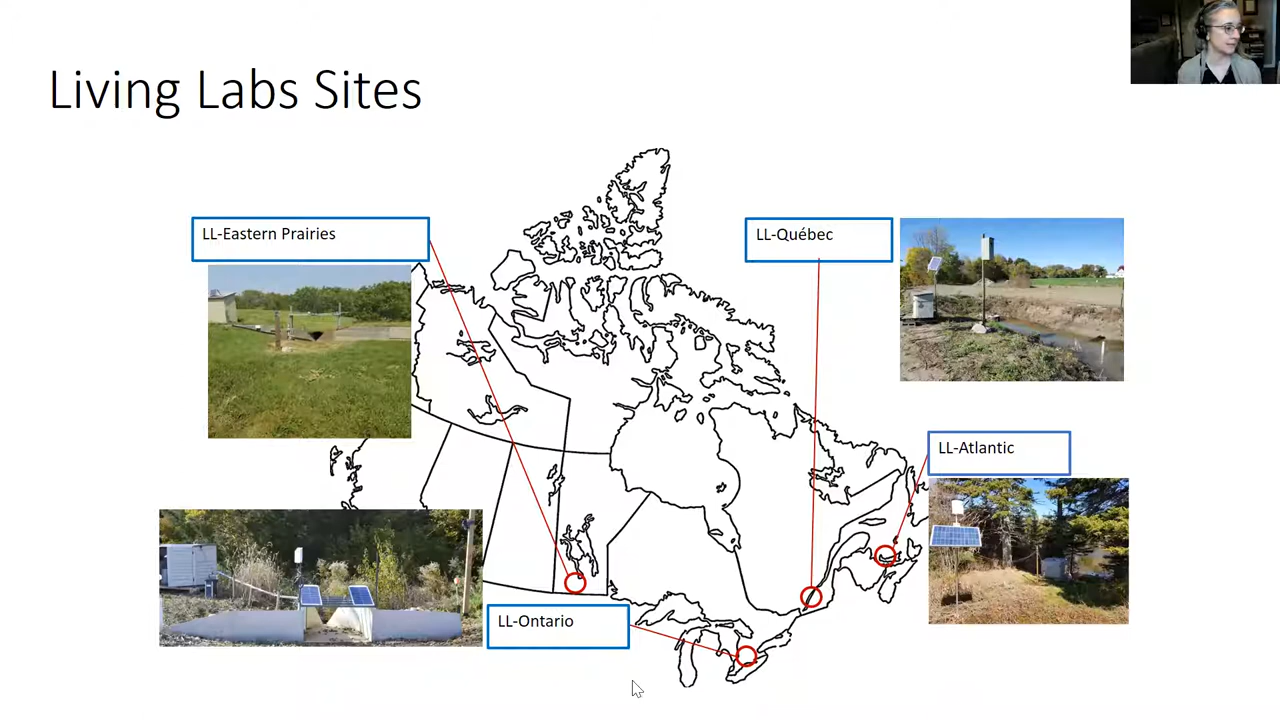 Living Labs Sites
LL-Eastern Prairies
LL-Québec
LL-Atlantic
LL-Ontario